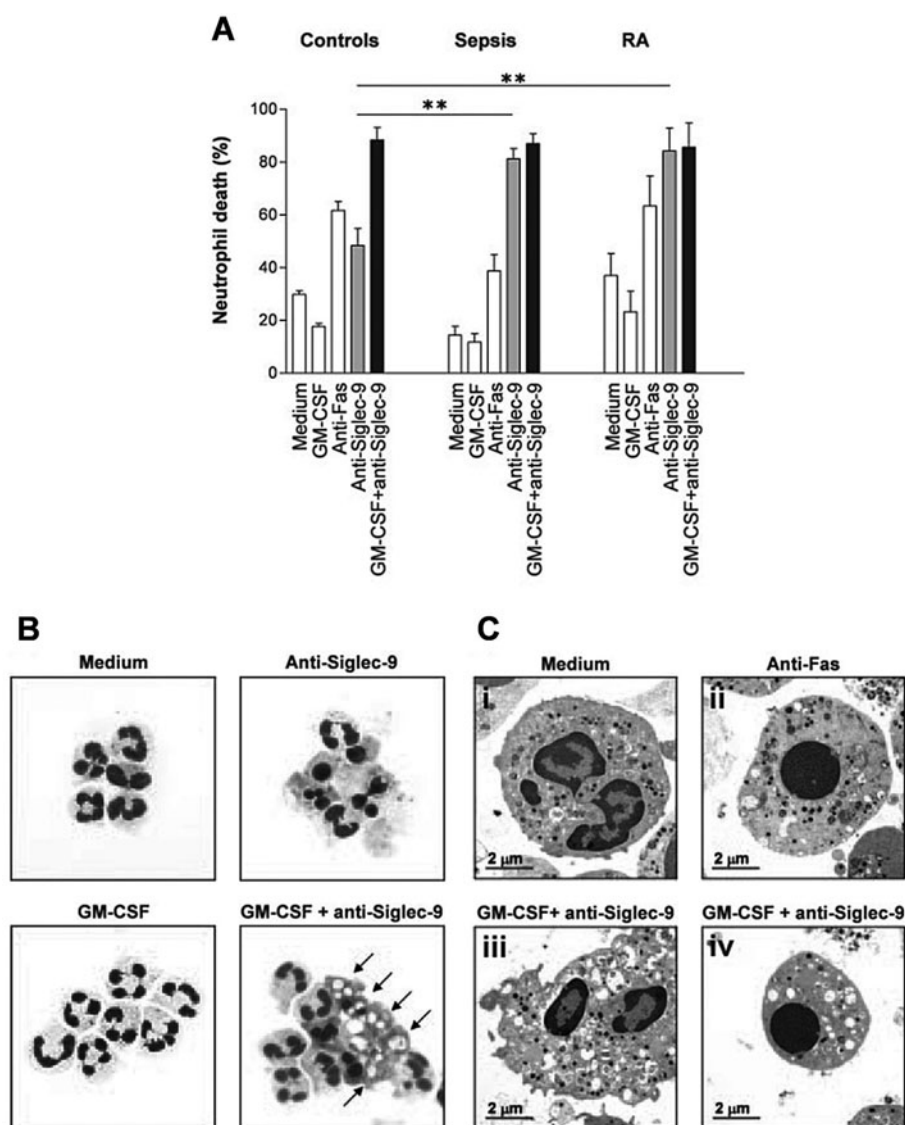 A
Controls Sepsis RA
**
**
Neutrophil death (%)
100
80
60
40
20
0
Medium
GM-CSF
Anti-Fas
Anti-Siglec-9
GM-CSF+anti-Siglec-9
Medium
GM-CSF
Anti-Fas
Anti-Siglec-9
GM-CSF+anti-Siglec-9
Medium
GM-CSF
Anti-Fas
Anti-Siglec-9
GM-CSF+anti-Siglec-9
B
Medium
Anti-Siglec-9
GM-CSF
GM-CSF + anti-Siglec-9
C
Medium
i
2 µm
Anti-Fas
ii
2 µm
GM-CSF+ anti-Siglec-9
iii
2 µm
GM-CSF + anti-Siglec-9
iv
2 µm